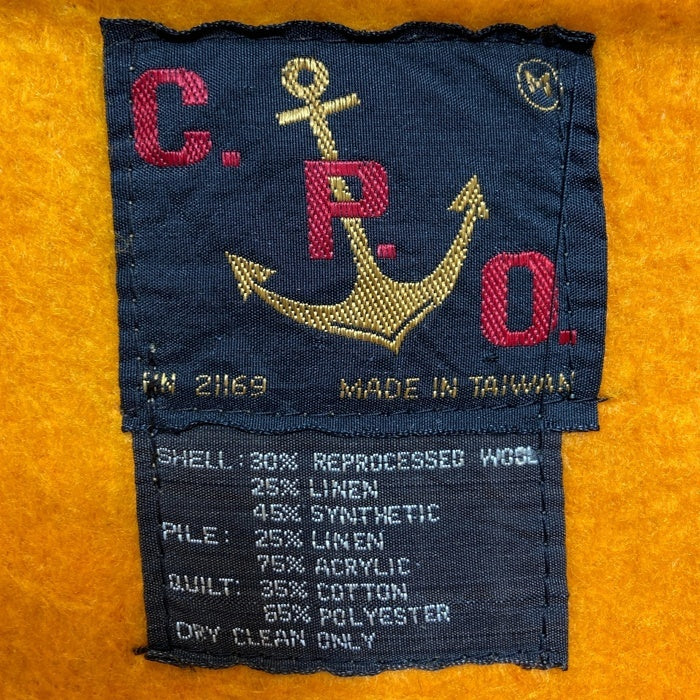 C.
M
P.
O.
RN 21169 MADE IN TAIWAN
SHELL: 30% REPROCESSED WOOL
25% LINEN
45% SYNTHETIC
PILE: 25% LINEN
75% ACRYLIC
QUILT: 35% COTTON
65% POLYESTER
DRY CLEAN ONLY